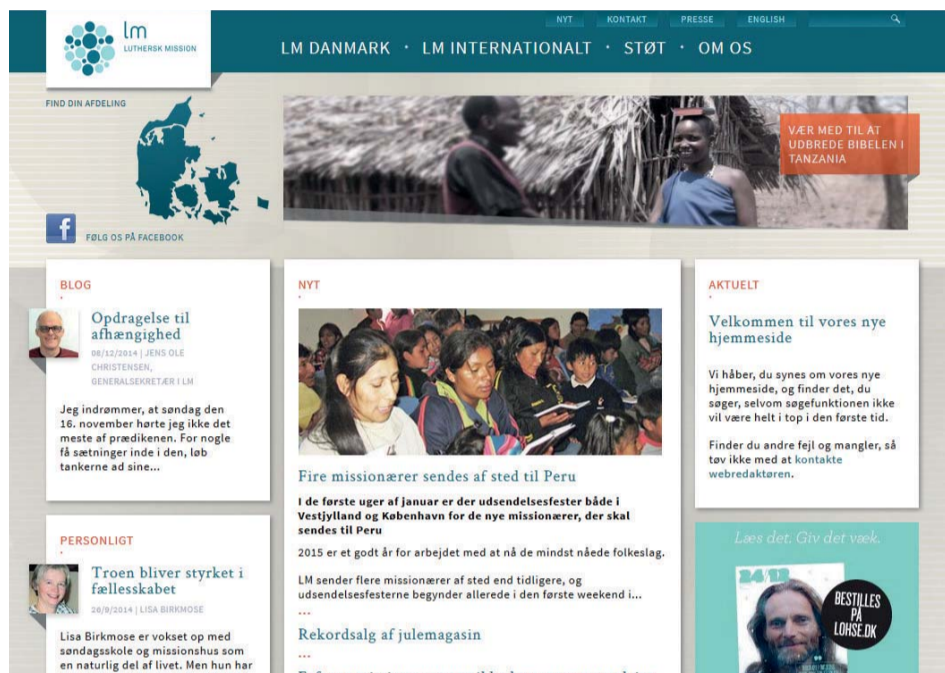 lm
LUTHERSK MISSION
NYT
KONTAKT
PRESSE
ENGLISH
LM DANMARK · LM INTERNATIONALT · STØT · OM OS
FIND DIN AFDELING
FØLG OS PÅ FACEBOOK
VÆR MED TIL AT
UDBREDE BIBELEN I
TANZANIA
BLOG
Opdragelse til
afhængighed
08/12/2014 | JENS OLE
CHRISTENSEN,
GENERALSEKRETÆR I LM
Jeg indrømmer, at søndag den
16. november hørte jeg ikke det
meste af prædikenen. For nogle
få sætninger inde i den, løb
tankerne ad sine...
PERSONLIGT
Troen bliver styrket i
fællesskabet
26/9/2014 | LISA BIRKMOSE
Lisa Birkmose er vokset op med
søndagsskole og missionshus som
en naturlig del af livet. Men hun har
NYT
Fire missionærer sendes af sted til Peru
I de første uger af januar er der udsendelsesfester både i
Vestjylland og København for de nye missionærer, der skal
sendes til Peru
2015 er et godt år for arbejdet med at nå de mindst nåede folkeslag.
LM sender flere missionærer af sted end tidligere, og
udsendelsesfesterne begynder allerede i den første weekend i...
...
Rekordsalg af julemagasin
...
AKTUELT
Velkommen til vores nye
hjemmeside
Vi håber, du synes om vores nye
hjemmeside, og finder det, du
søger, selvom søgefunktionen ikke
vil være helt i top i den første tid.
Finder du andre fejl og mangler, så
tøv ikke med at kontakte
webredaktøren.
Læs det. Giv det væk.
24/12
BESTILLES
PÅ
LOHSE.DK